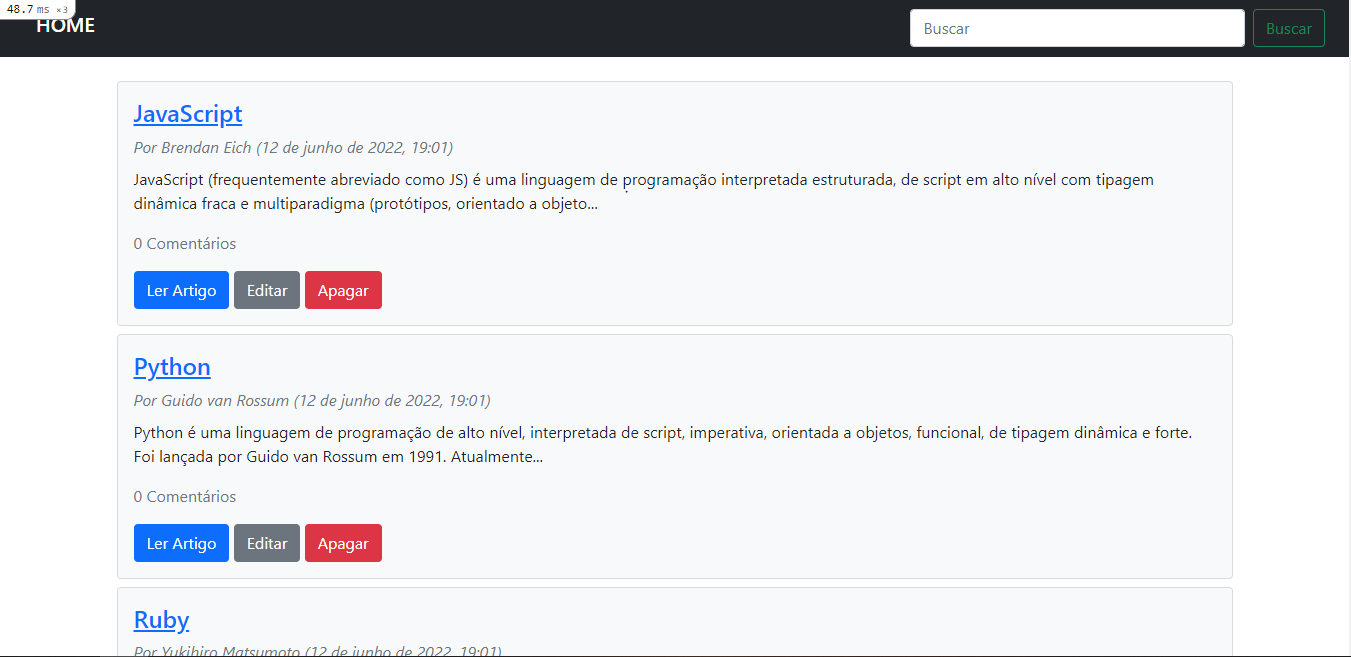 48.7 ms ×3
HOME
Buscar
Buscar
JavaScript
Por Brendan Eich (12 de junho de 2022, 19:01)
JavaScript (frequentemente abreviado como JS) é uma linguagem de programação interpretada estruturada, de script em alto nível com tipagem
dinâmica fraca e multiparadigma (protótipos, orientado a objeto...
0 Comentários
Ler Artigo Editar Apagar
Python
Por Guido van Rossum (12 de junho de 2022, 19:01)
Python é uma linguagem de programação de alto nível, interpretada de script, imperativa, orientada a objetos, funcional, de tipagem dinâmica e forte.
Foi lançada por Guido van Rossum em 1991. Atualmente...
0 Comentários
Ler Artigo Editar Apagar
Ruby
Por Yukihiro Matsumoto (12 de junho de 2022, 19:01)